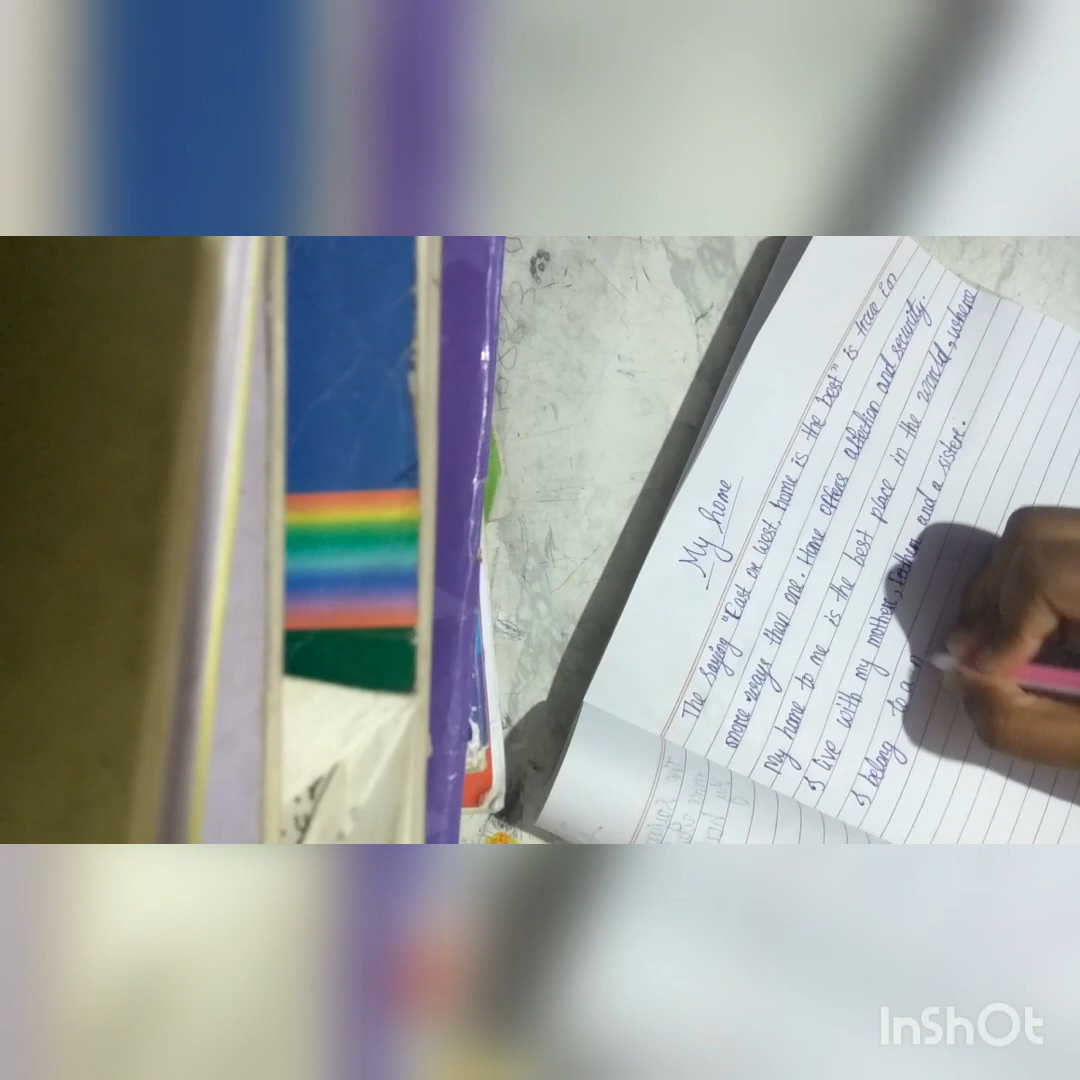 My home
The saying "East or west, home is the best" is true in
more ways than one. Home offers affection and security.
My home to me is the best place in the world, where
I live with my mother, father and a sister.
I belong to a
InShOt